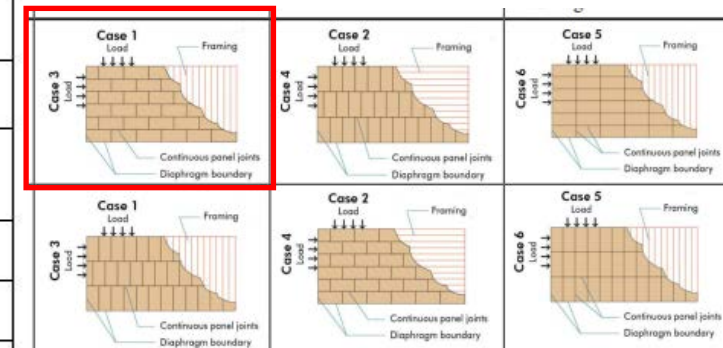 Case 1
Load
Framing
Case 3
Load
Continuous panel joints
Diaphragm boundary
Case 2
Load
Framing
Case 4
Load
Continuous panel joints
Diaphragm boundary
Case 5
Load
Framing
Case 6
Load
Continuous panel joints
Diaphragm boundary
Case 1
Load
Framing
Case 3
Load
Continuous panel joints
Diaphragm boundary
Case 2
Load
Framing
Case 4
Load
Continuous panel joints
Diaphragm boundary
Case 5
Load
Framing
Case 6
Load
Continuous panel joints
Diaphragm boundary